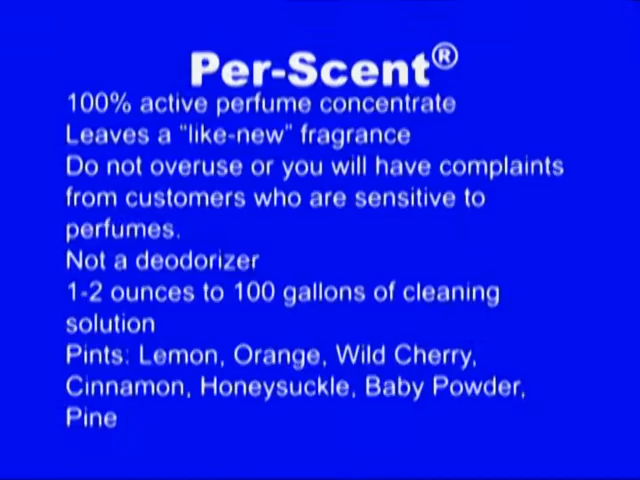 Per-Scent®
100% active perfume concentrate
Leaves a "like-new" fragrance
Do not overuse or you will have complaints
from customers who are sensitive to
perfumes.
Not a deodorizer
1-2 ounces to 100 gallons of cleaning
solution
Pints: Lemon, Orange, Wild Cherry,
Cinnamon, Honeysuckle, Baby Powder,
Pine